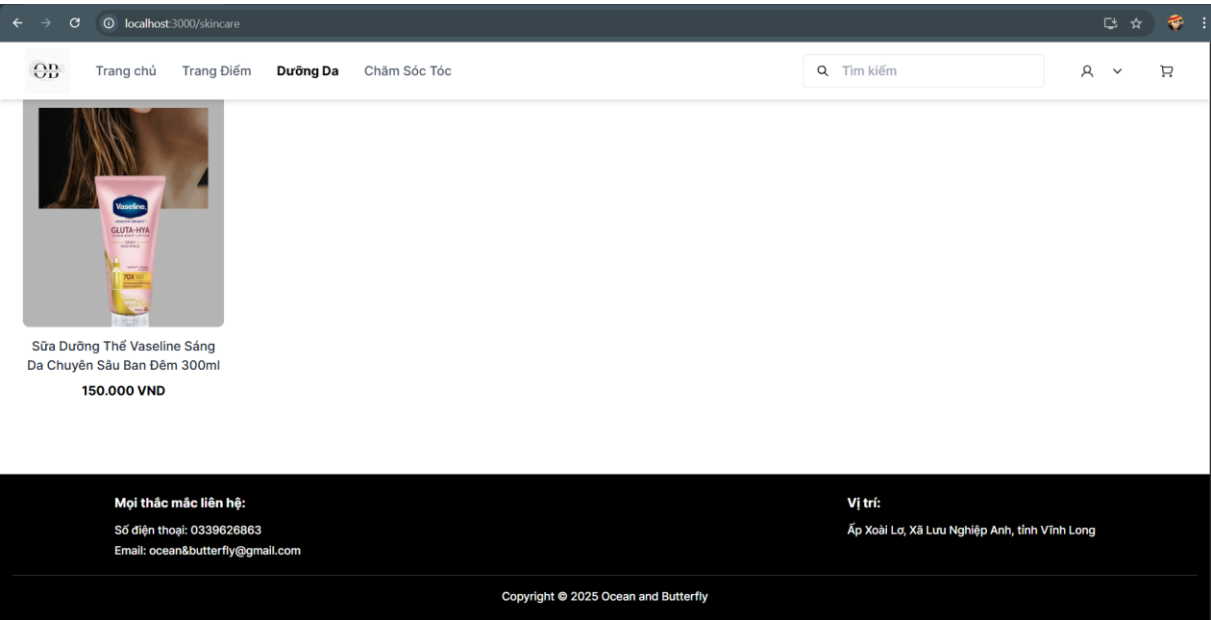 localhost:3000/skincare
OB
Trang chủ
Trang Điểm
Dưỡng Da
Chăm Sóc Tóc
Tìm kiếm
Vaseline.
GLUTA-HYA
70X
Sữa Dưỡng Thể Vaseline Sáng
Da Chuyên Sâu Ban Đêm 300ml
150.000 VND
Mọi thắc mắc liên hệ:
Số điện thoại: 0339626863
Email: ocean&butterfly@gmail.com
Vị trí:
Ấp Xoài Lơ, Xã Lưu Nghiệp Anh, tỉnh Vĩnh Long
Copyright © 2025 Ocean and Butterfly